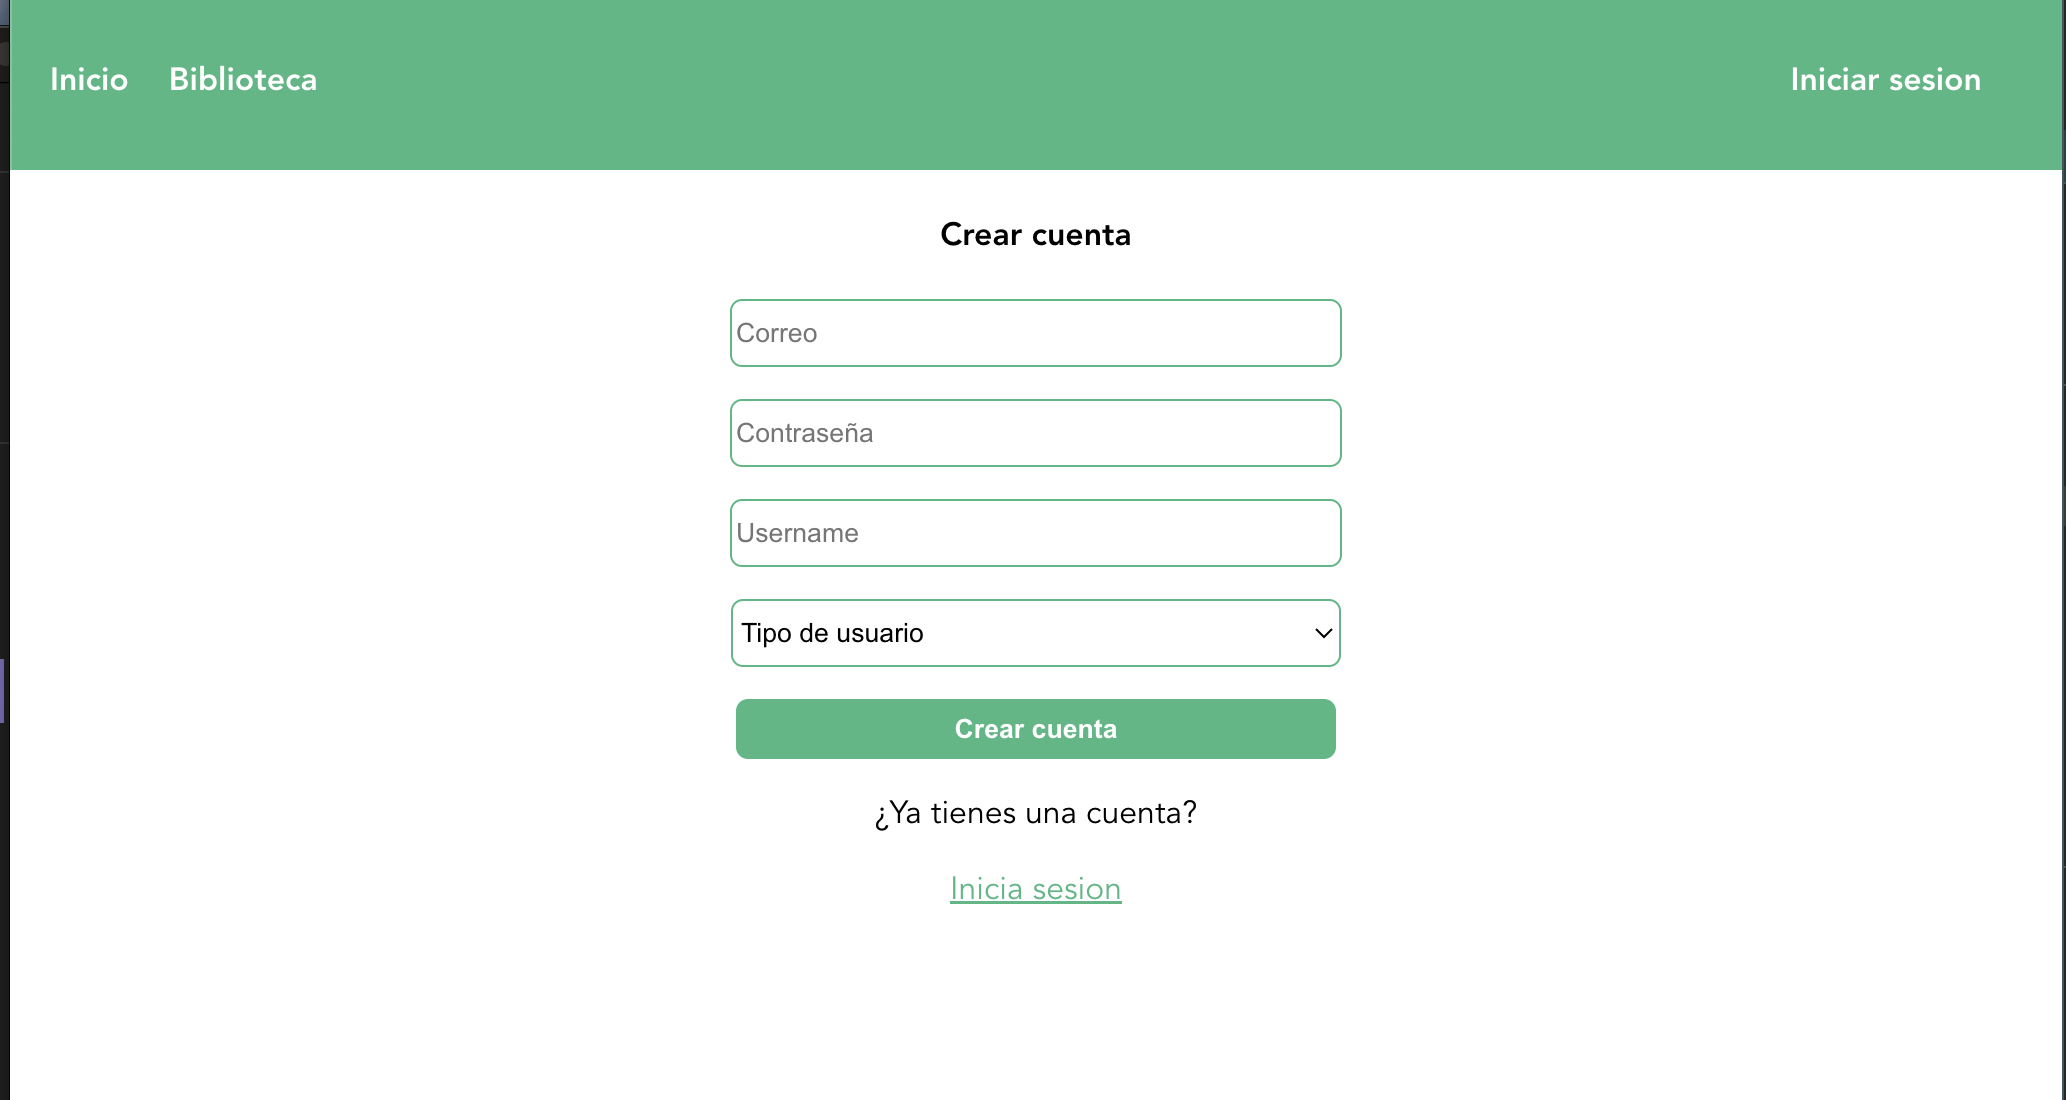 Inicio Biblioteca Iniciar sesion
Crear cuenta
Correo
Contraseña
Username
Tipo de usuario
Crear cuenta
¿Ya tienes una cuenta?
Inicia sesion